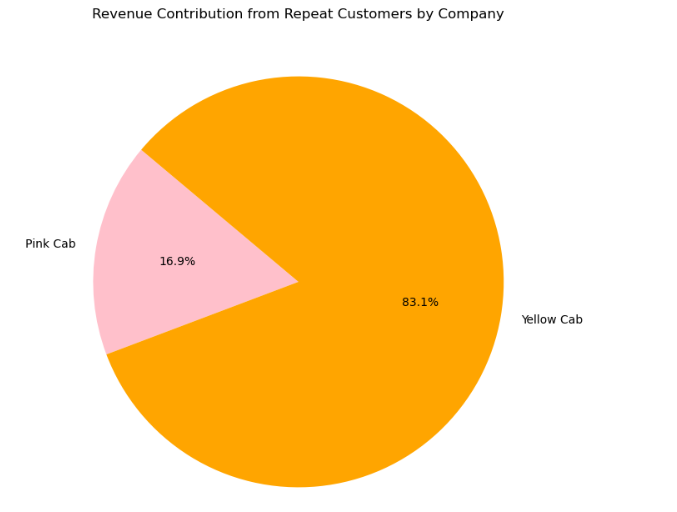 Revenue Contribution from Repeat Customers by Company
Pink Cab
16.9%
83.1%
Yellow Cab